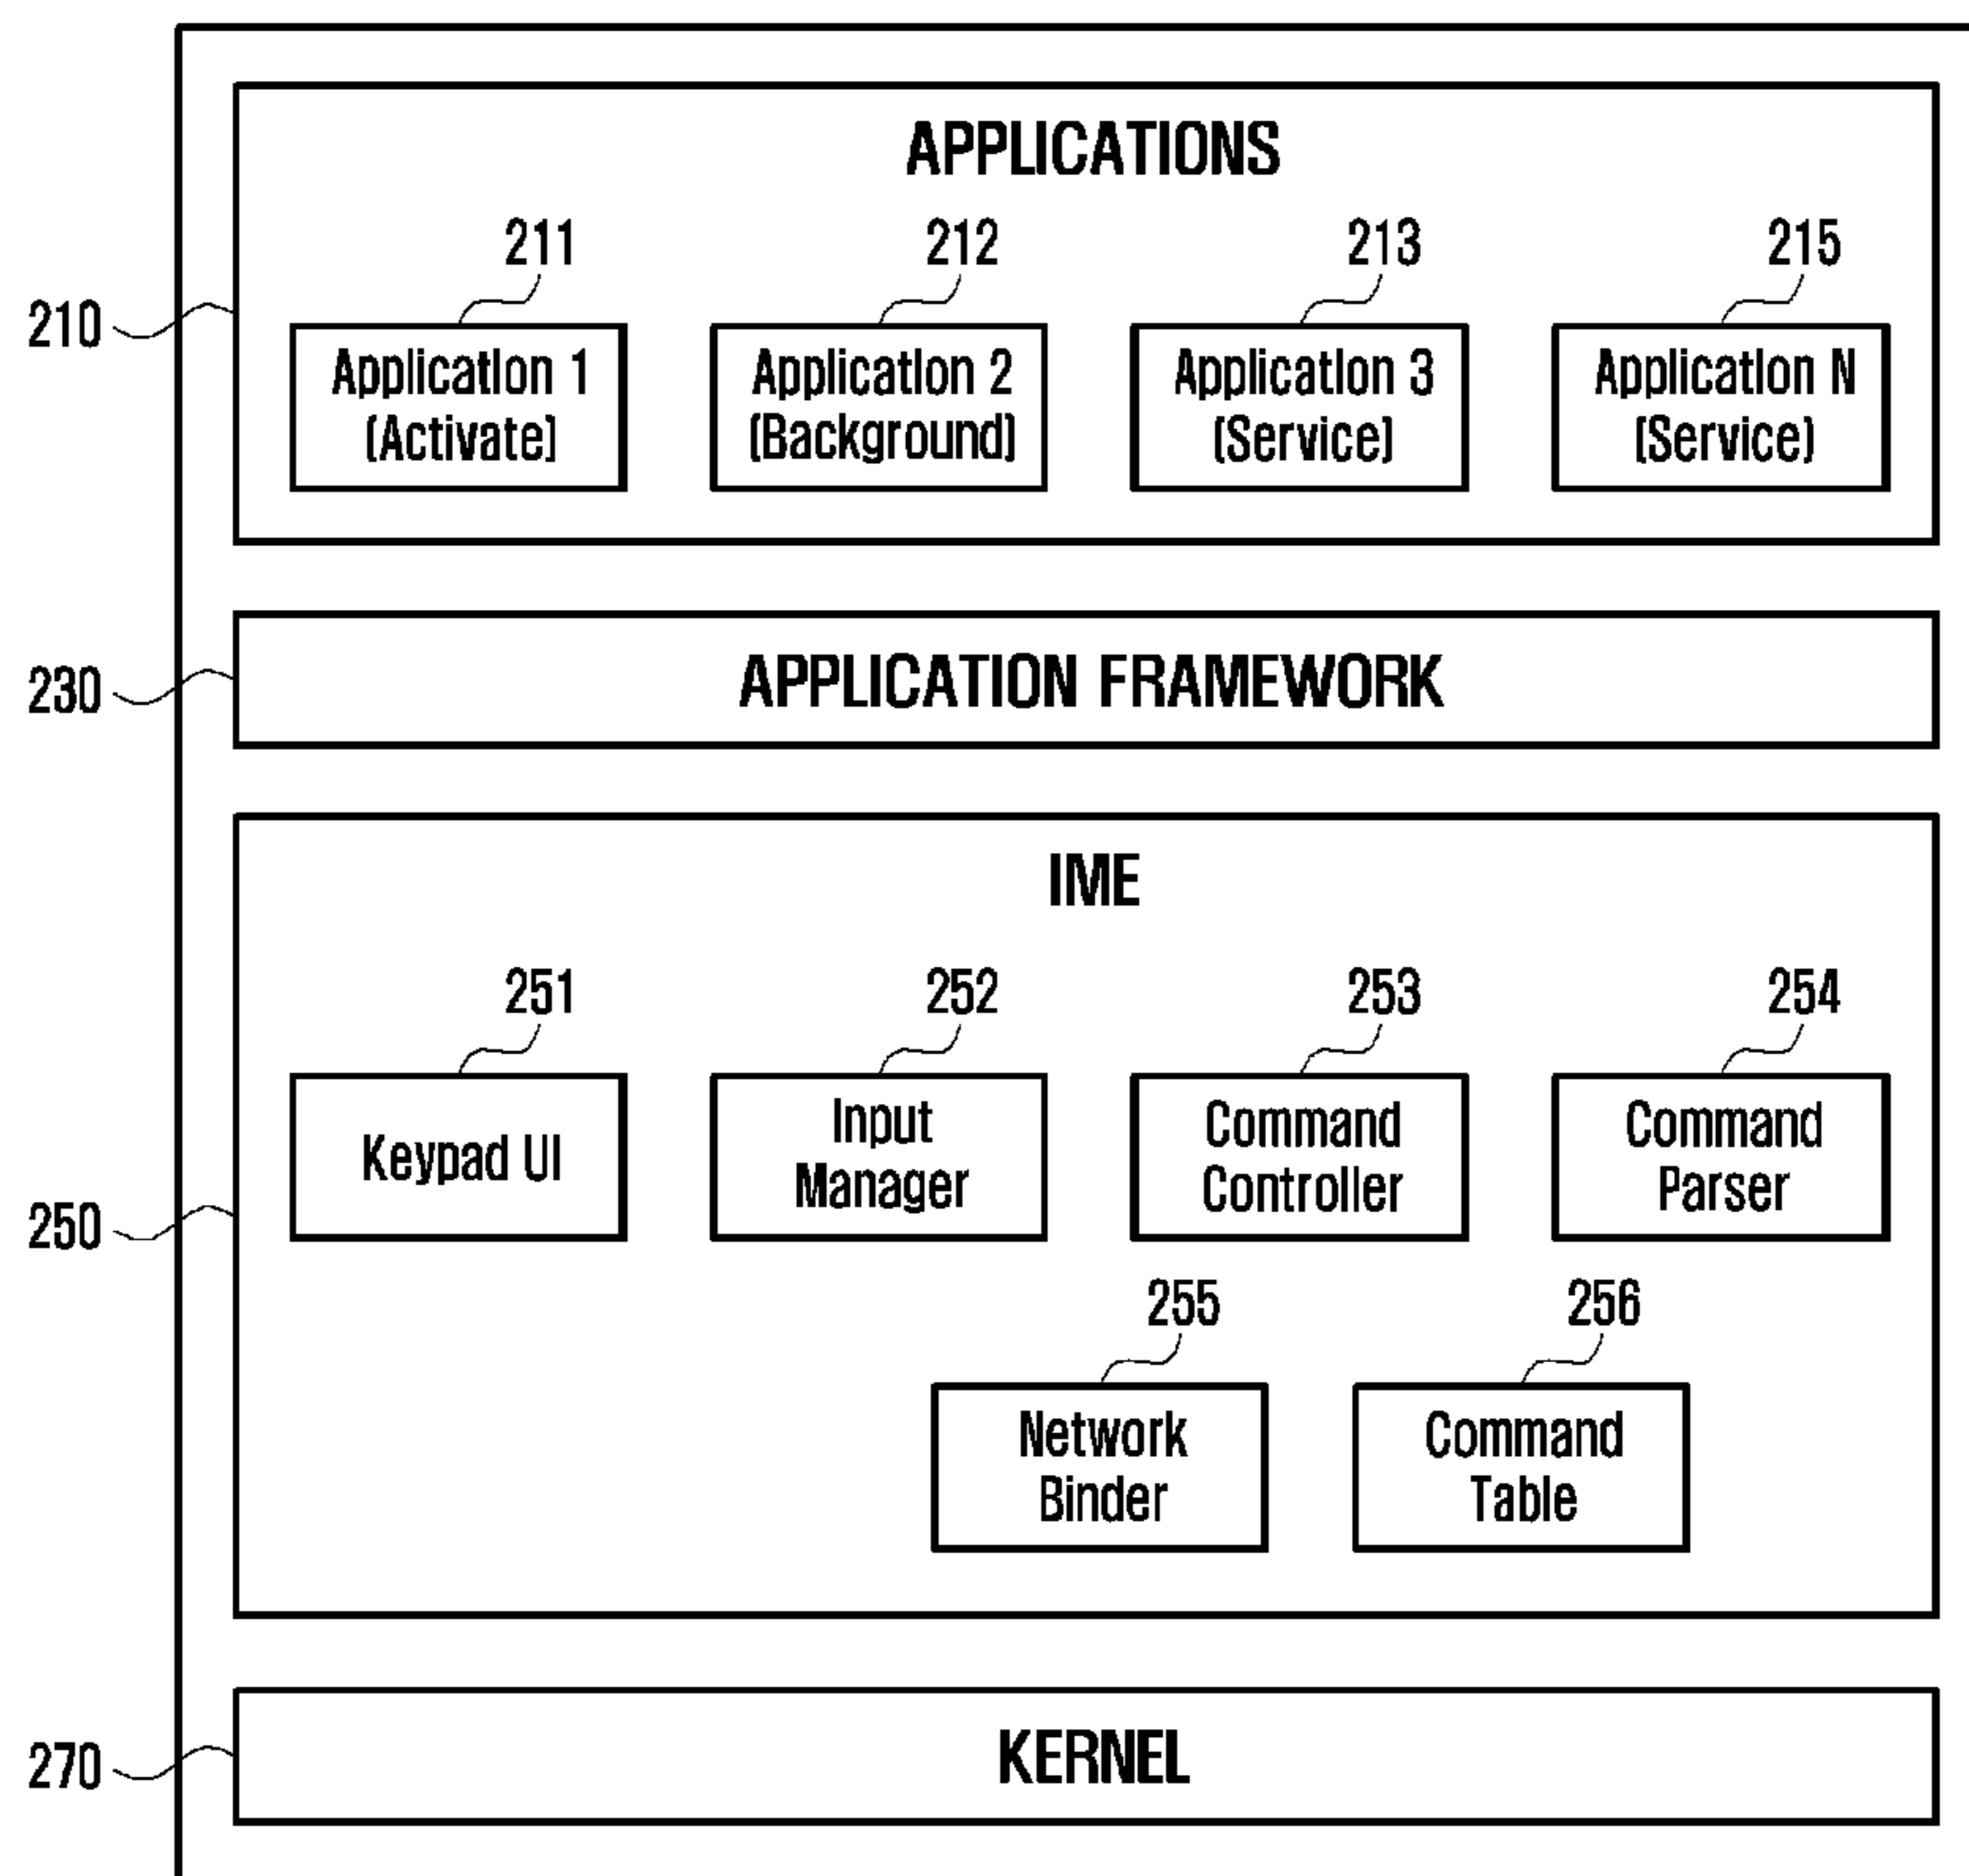 APPLICATIONS
211 212 213 215
210
Application 1 Application 2 Application 3 Application N
(Activate) (Background) (Service) (Service)
230
APPLICATION FRAMEWORK
IME
251 252 253 254
Keypad UI
Input
Manager
Command
Controller
Command
Parser
250
255 256
Network
Binder
Command
Table
270
KERNEL